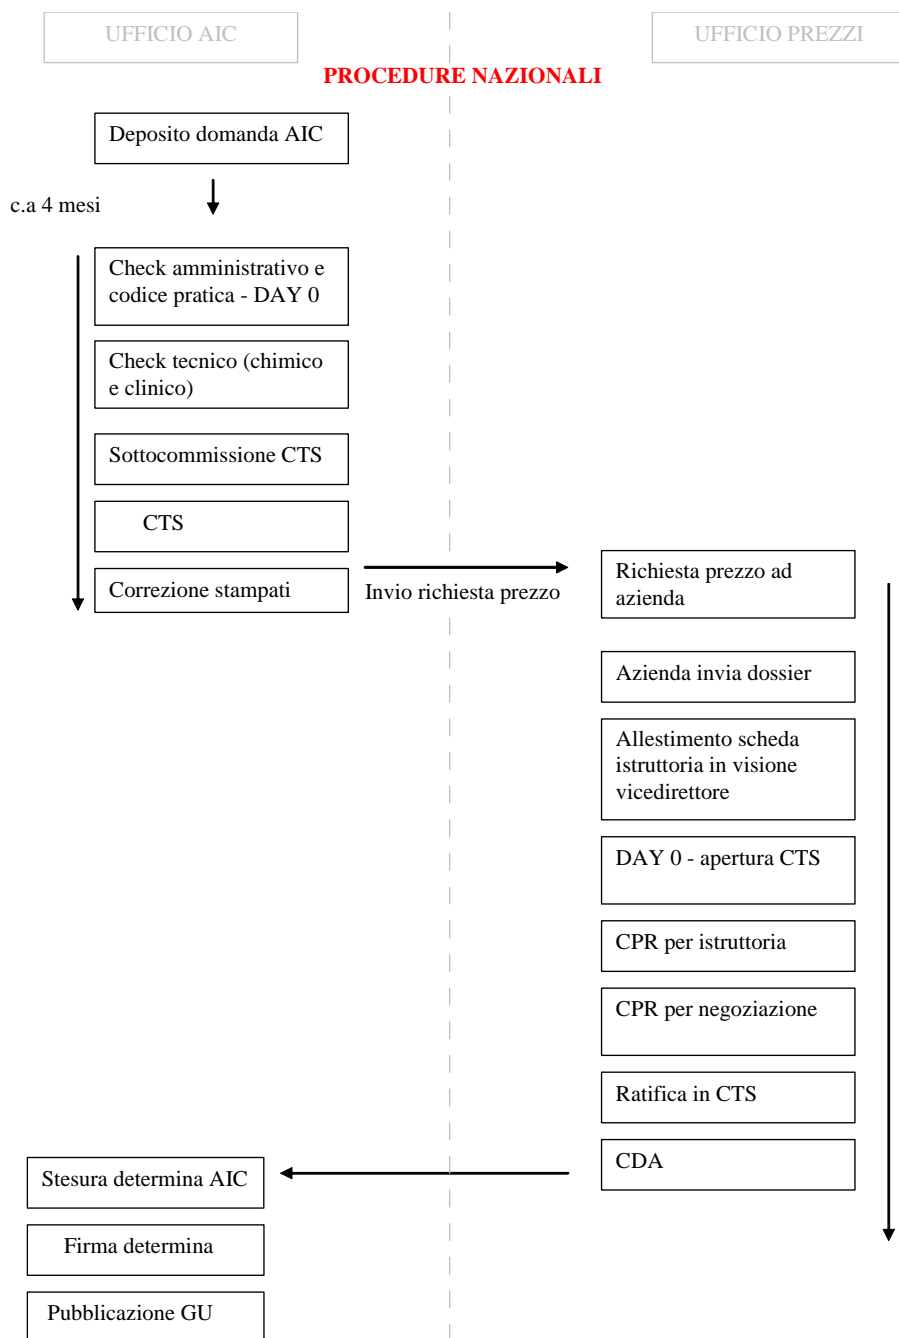 UFFICIO AIC
UFFICIO PREZZI
PROCEDURE NAZIONALI
Deposito domanda AIC
c.a 4 mesi
Check amministrativo e
codice pratica - DAY 0
Check tecnico (chimico
e clinico)
Sottocommissione CTS
CTS
Correzione stampati
Invio richiesta prezzo
Richiesta prezzo ad
azienda
Azienda invia dossier
Allestimento scheda
istruttoria in visione
vicedirettore
DAY 0 - apertura CTS
CPR per istruttoria
CPR per negoziazione
Ratifica in CTS
CDA
Stesura determina AIC
Firma determina
Pubblicazione GU